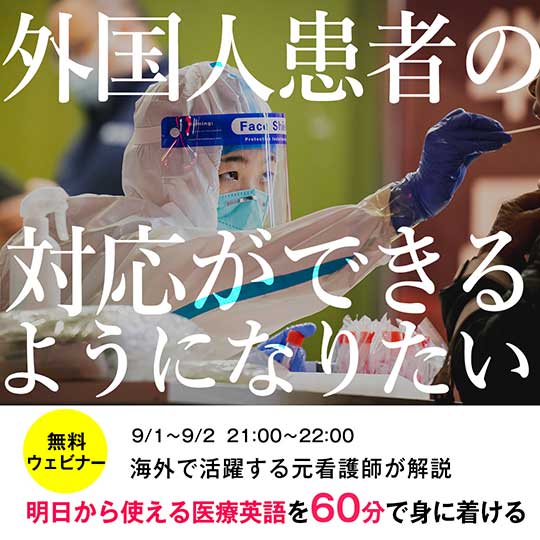 外国人患者の
Face Shi
対応ができる
ようになりたい
無料
ウェビナー
9/1~9/2 21:00~22:00
海外で活躍する元看護師が解説
明日から使える医療英語を60分で身に着ける